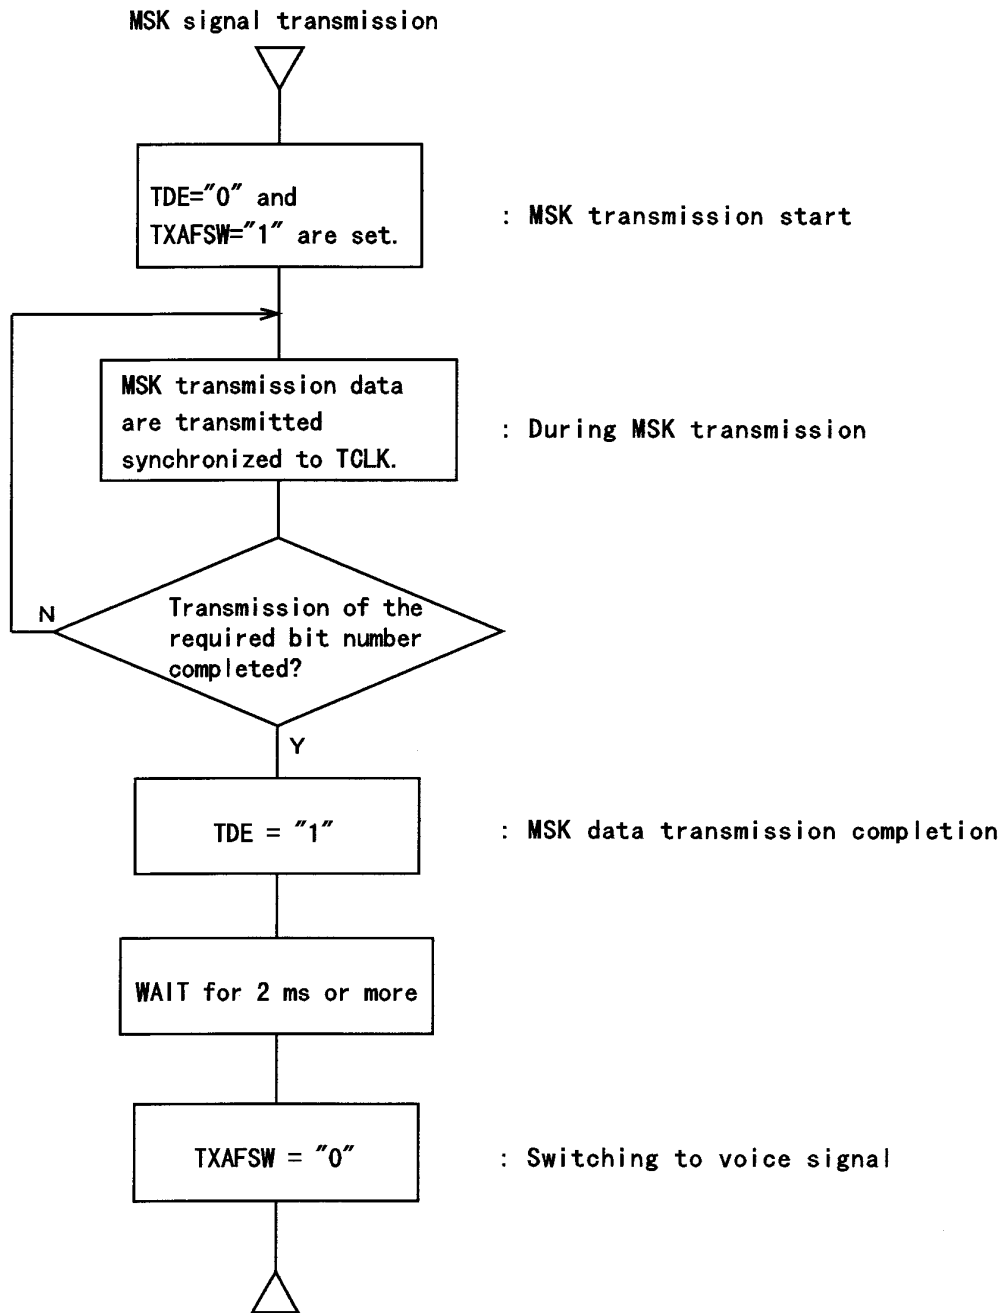 MSK signal transmission
TDE="0" and
TXAFSW="1" are set.
: MSK transmission start
MSK transmission data
are transmitted
synchronized to TCLK.
: During MSK transmission
N
Transmission of the
required bit number
completed?
Y
TDE = "1"
: MSK data transmission completion
WAIT for 2 ms or more
TXAFSW = "0"
: Switching to voice signal